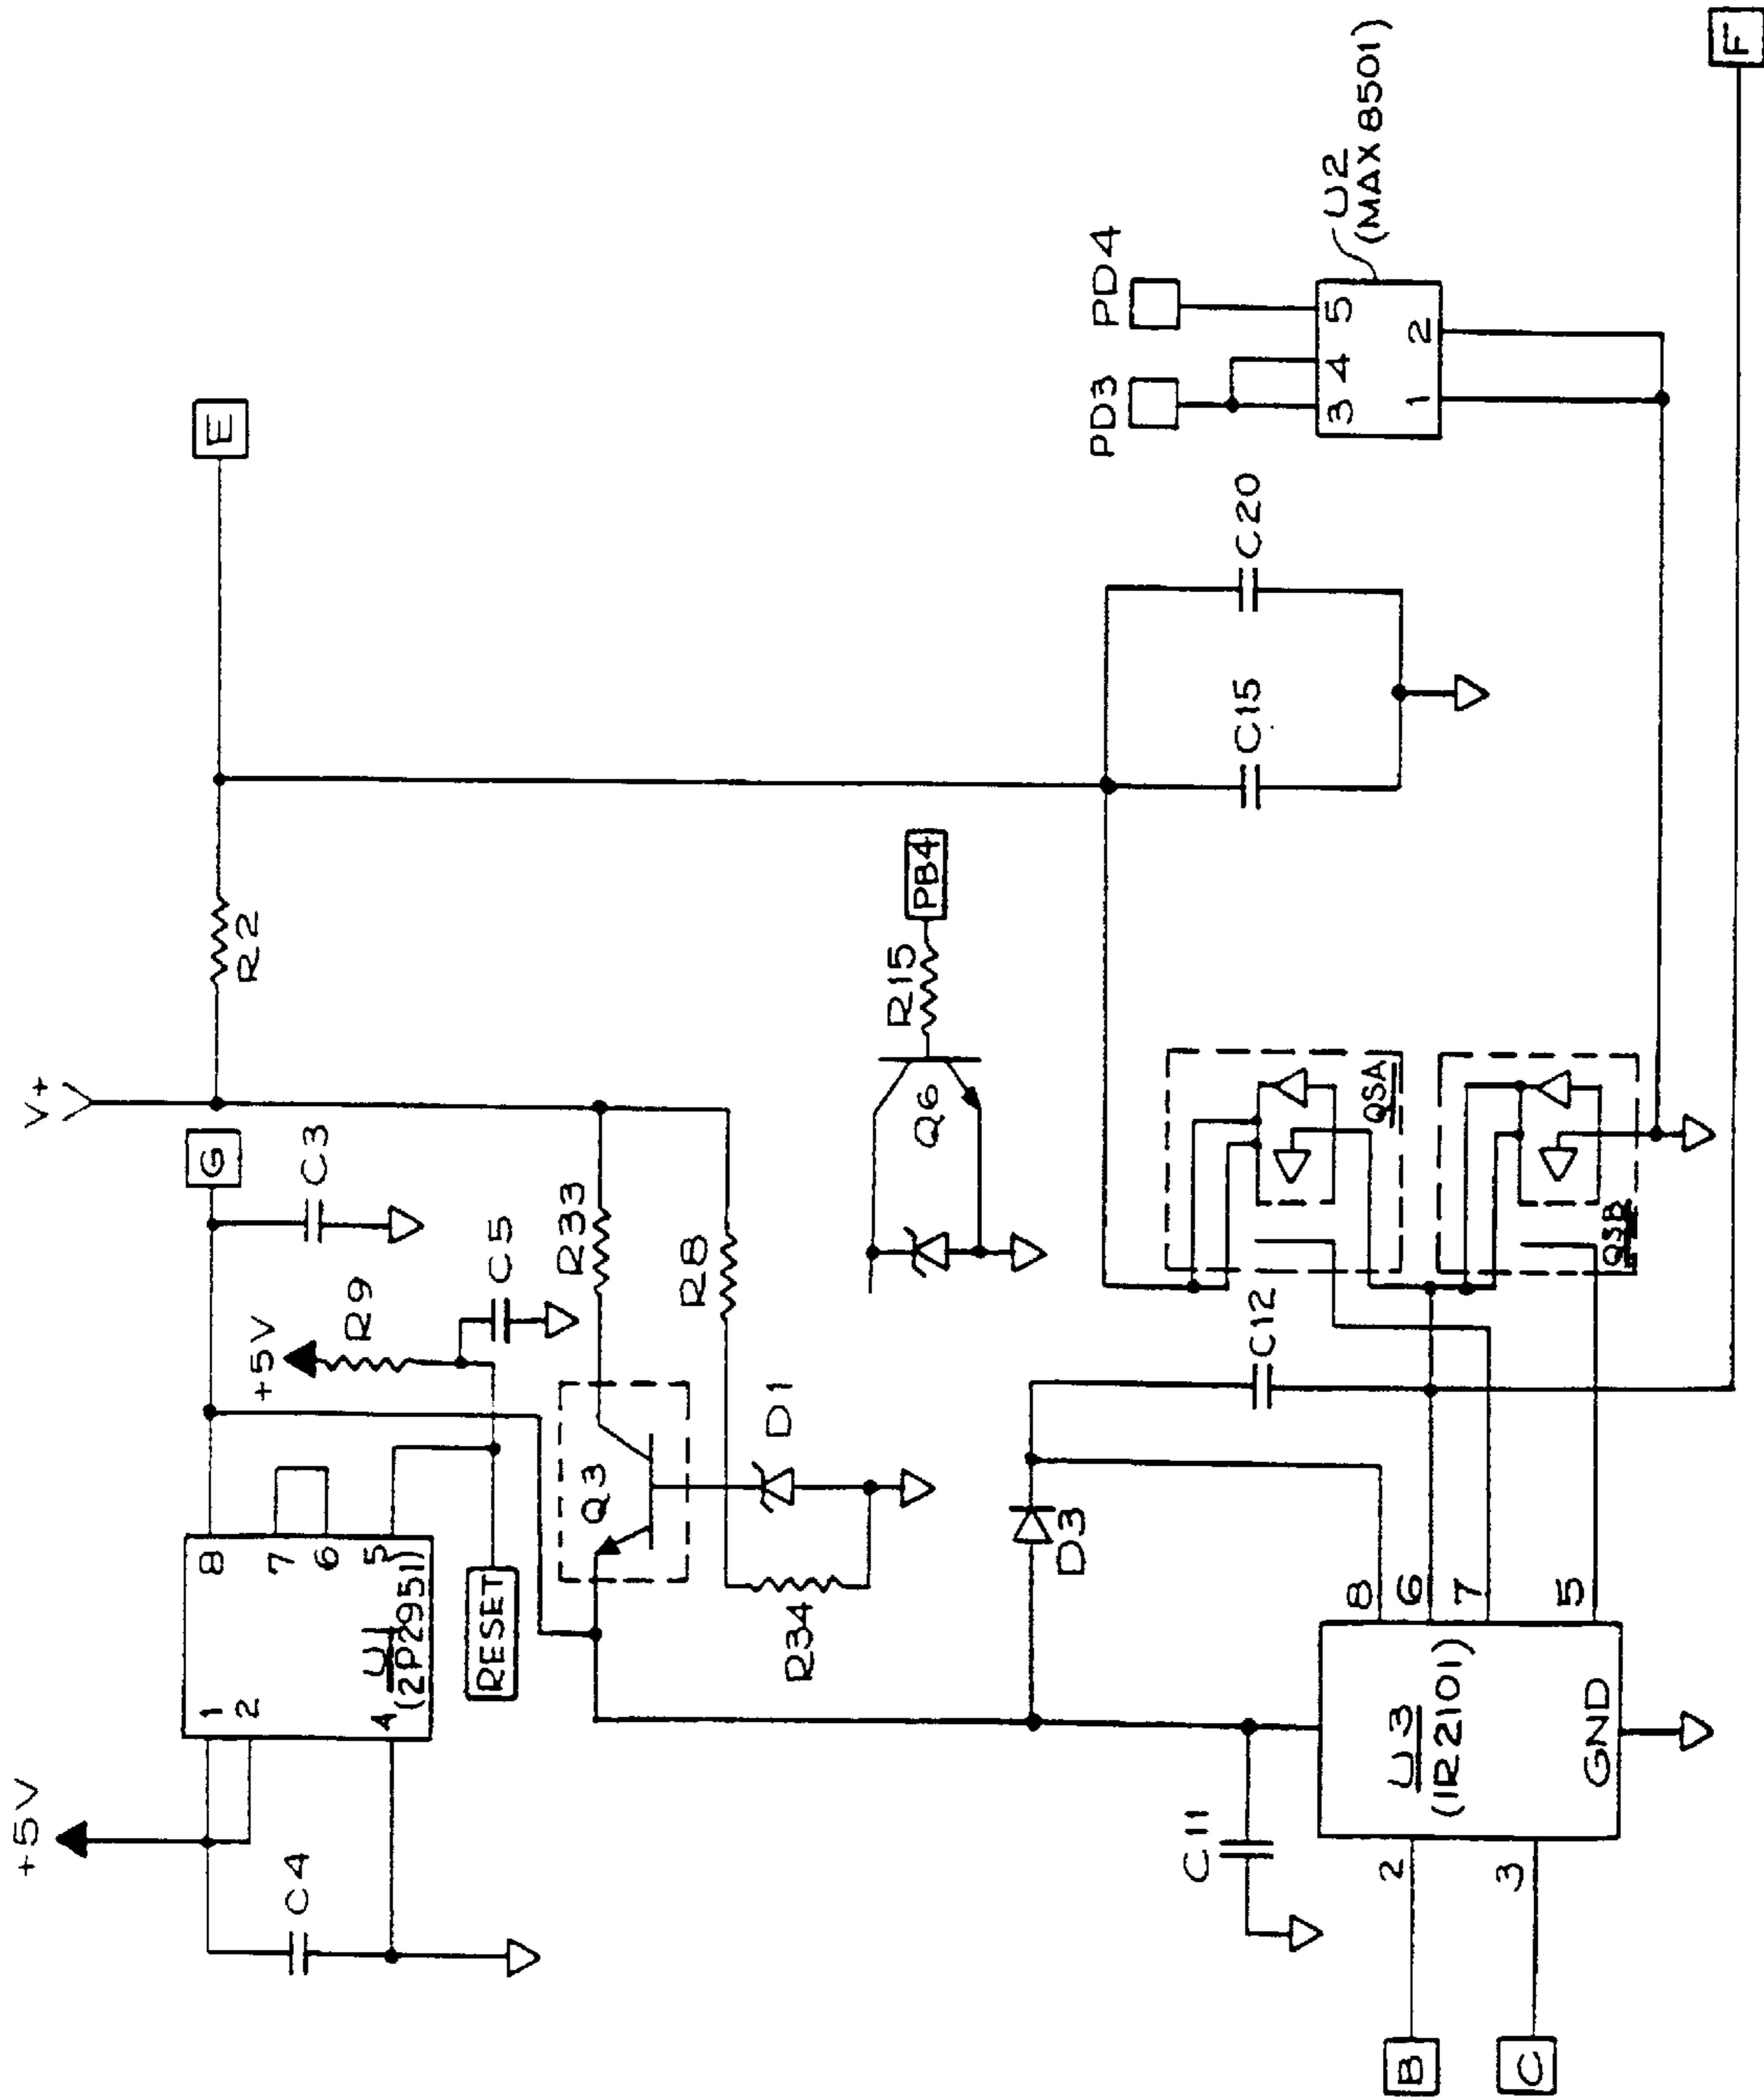 +5V
C4
1
2
4
8
7
6
5
U1
(2P2951)
RESET
+5V
R9
C5
G
C3
V+
R2
E
Q3
R33
R8
D1
R34
Q6
R15
PB4
D3
C12
C15
C20
PD3
PD4
3
4
5
1
2
U2
(MAX 8501)
QSA
QSB
C11
U3
(IR2101)
GND
8
6
7
5
2
3
B
C
F